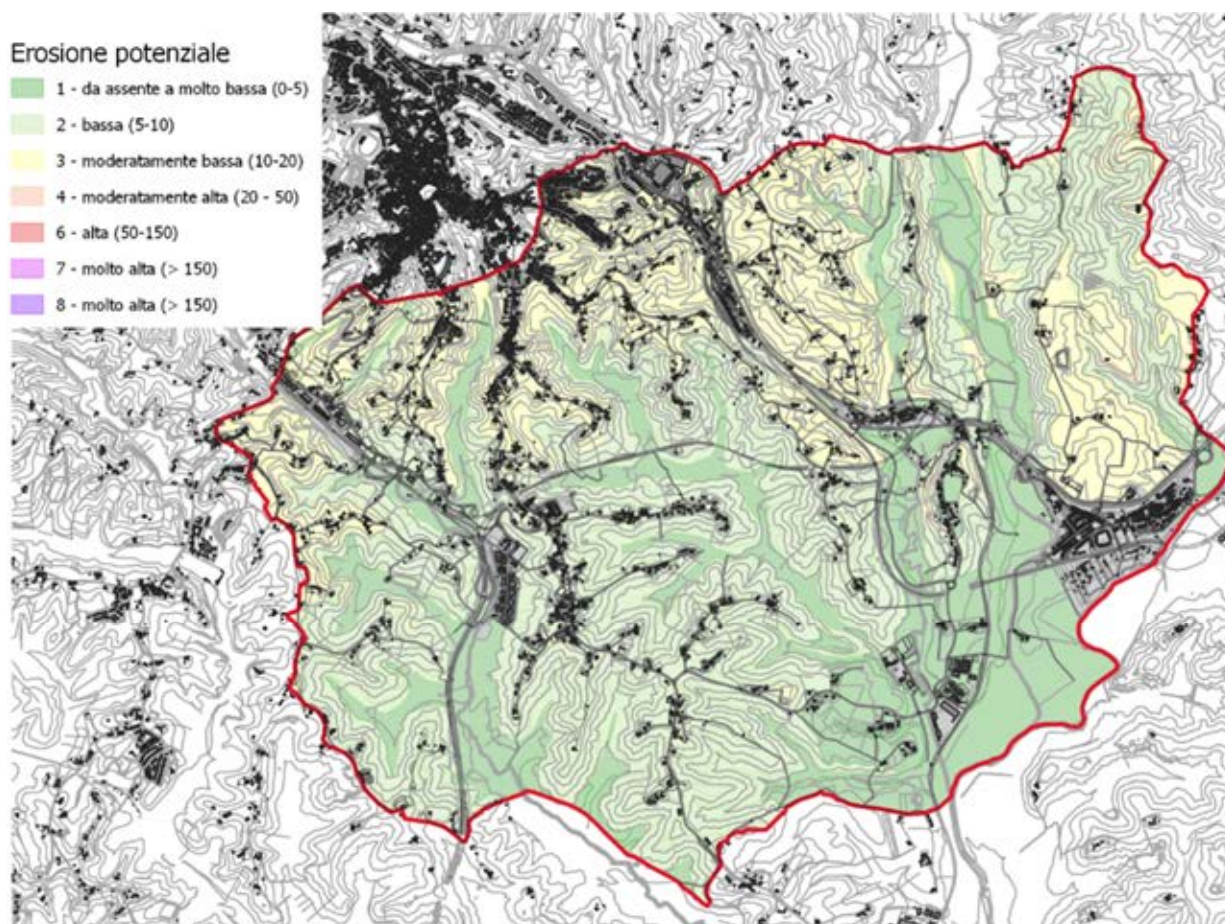 Erosione potenziale
1 - da assente a molto bassa (0-5)
2 - bassa (5-10)
3 - moderatamente bassa (10-20)
4 - moderatamente alta (20 - 50)
6 - alta (50-150)
7 - molto alta (> 150)
8 - molto alta (> 150)